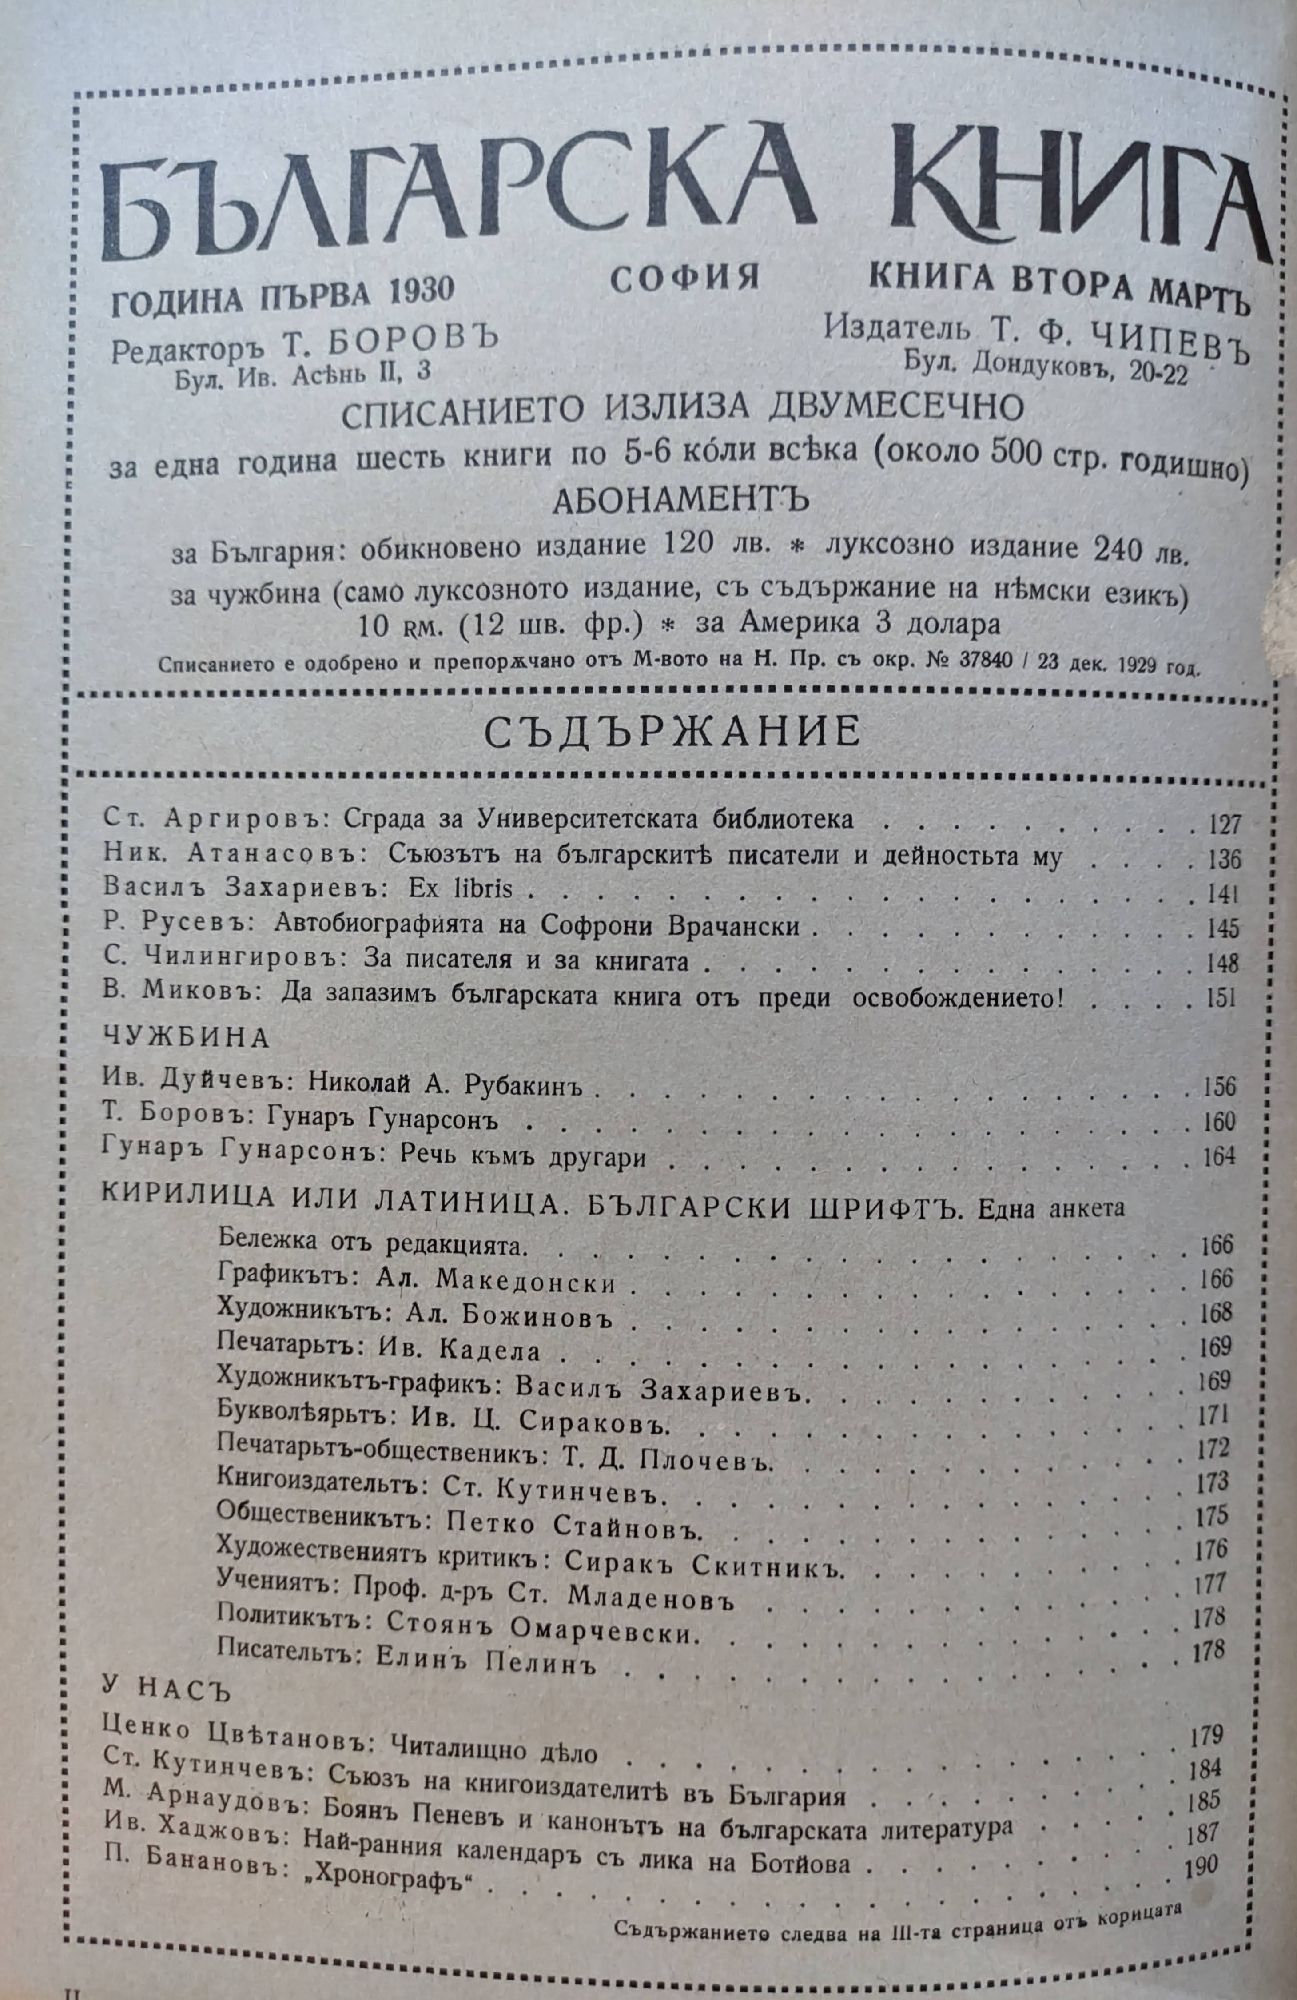 БЪЛГАРСКА КНИГА
ГОДИНА ПЪРВА 1930 СОФИЯ КНИГА ВТОРА МАРТЪ
Редакторъ Т. БОРОВЪ Издатель Т. Ф. ЧИПЕВЪ
Бул. Ив. Асѣнь II, 3 Бул. Дондуковъ, 20-22
СПИСАНИЕТО ИЗЛИЗА ДВУМЕСЕЧНО
за една година шесть книги по 5-6 кóли всѣка (около 500 стр. годишно)
АБОНАМЕНТЪ
за България: обикновено издание 120 лв. * луксозно издание 240 лв.
за чужбина (само луксозното издание, съ съдържание на нѣмски езикъ)
10 RM. (12 шв. фр.) * за Америка 3 долара
Списанието е одобрено и препорѫчано отъ М-вото на Н. Пр. съ окр. № 37840 / 23 дек. 1929 год.
СЪДЪРЖАНИЕ
Ст. Аргировъ: Сграда за Университетската библиотека . . . . . . . . . . 127
Ник. Атанасовъ: Съюзътъ на българскитѣ писатели и дейностьта му . . . . 136
Василъ Захариевъ: Ex libris . . . . . . . . . . . . . . . . . . . . 141
Р. Русевъ: Автобиографията на Софрони Врачански . . . . . . . . . . . . 145
С. Чилингировъ: За писателя и за книгата . . . . . . . . . . . . . . . 148
В. Миковъ: Да запазимъ българската книга отъ преди освобождението! . . . . 151
ЧУЖБИНА
Ив. Дуйчевъ: Николай А. Рубакинъ . . . . . . . . . . . . . . . . . . 156
Т. Боровъ: Гунаръ Гунарсонъ . . . . . . . . . . . . . . . . . . . . 160
Гунаръ Гунарсонъ: Речь къмъ другари . . . . . . . . . . . . . . . . 164
КИРИЛИЦА ИЛИ ЛАТИНИЦА. БЪЛГАРСКИ ШРИФТЪ. Една анкета
Бележка отъ редакцията. . . . . . . . . . . . . . . . . . . . 166
Графикътъ: Ал. Македонски . . . . . . . . . . . . . . . . . 166
Художникътъ: Ал. Божиновъ . . . . . . . . . . . . . . . . . 168
Печатарьтъ: Ив. Кадела . . . . . . . . . . . . . . . . . . . 169
Художникътъ-графикъ: Василъ Захариевъ. . . . . . . . . . . . 169
Буквoлѣярьтъ: Ив. Ц. Сираковъ. . . . . . . . . . . . . . . . 171
Печатарьтъ-общественикъ: Т. Д. Плочевъ. . . . . . . . . . . . . 172
Книгоиздательтъ: Ст. Кутинчевъ. . . . . . . . . . . . . . . . 173
Общественикътъ: Петко Стайновъ. . . . . . . . . . . . . . . 175
Художествениятъ критикъ: Сиракъ Скитникъ. . . . . . . . . . . 176
Учениятъ: Проф. д-ръ Ст. Младеновъ . . . . . . . . . . . . . 177
Политикътъ: Стоянъ Омарчевски. . . . . . . . . . . . . . . 178
Писательтъ: Елинъ Пелинъ . . . . . . . . . . . . . . . . . 178
У НАСЪ
Ценко Цвѣтановъ: Читалищно дѣло . . . . . . . . . . . . . . . . . 179
Ст. Кутинчевъ: Съюзъ на книгоиздателитѣ въ България . . . . . . . . . . . 184
М. Арнаудовъ: Боянъ Пеневъ и канонътъ на българската литература . . . . . 185
Ив. Хаджовъ: Най-ранния календаръ съ лика на Ботйова . . . . . . . . . . 187
П. Банановъ: „Хронографъ“ . . . . . . . . . . . . . . . . . . . . . 190
Съдържанието следва на III-та страница отъ корицата
II